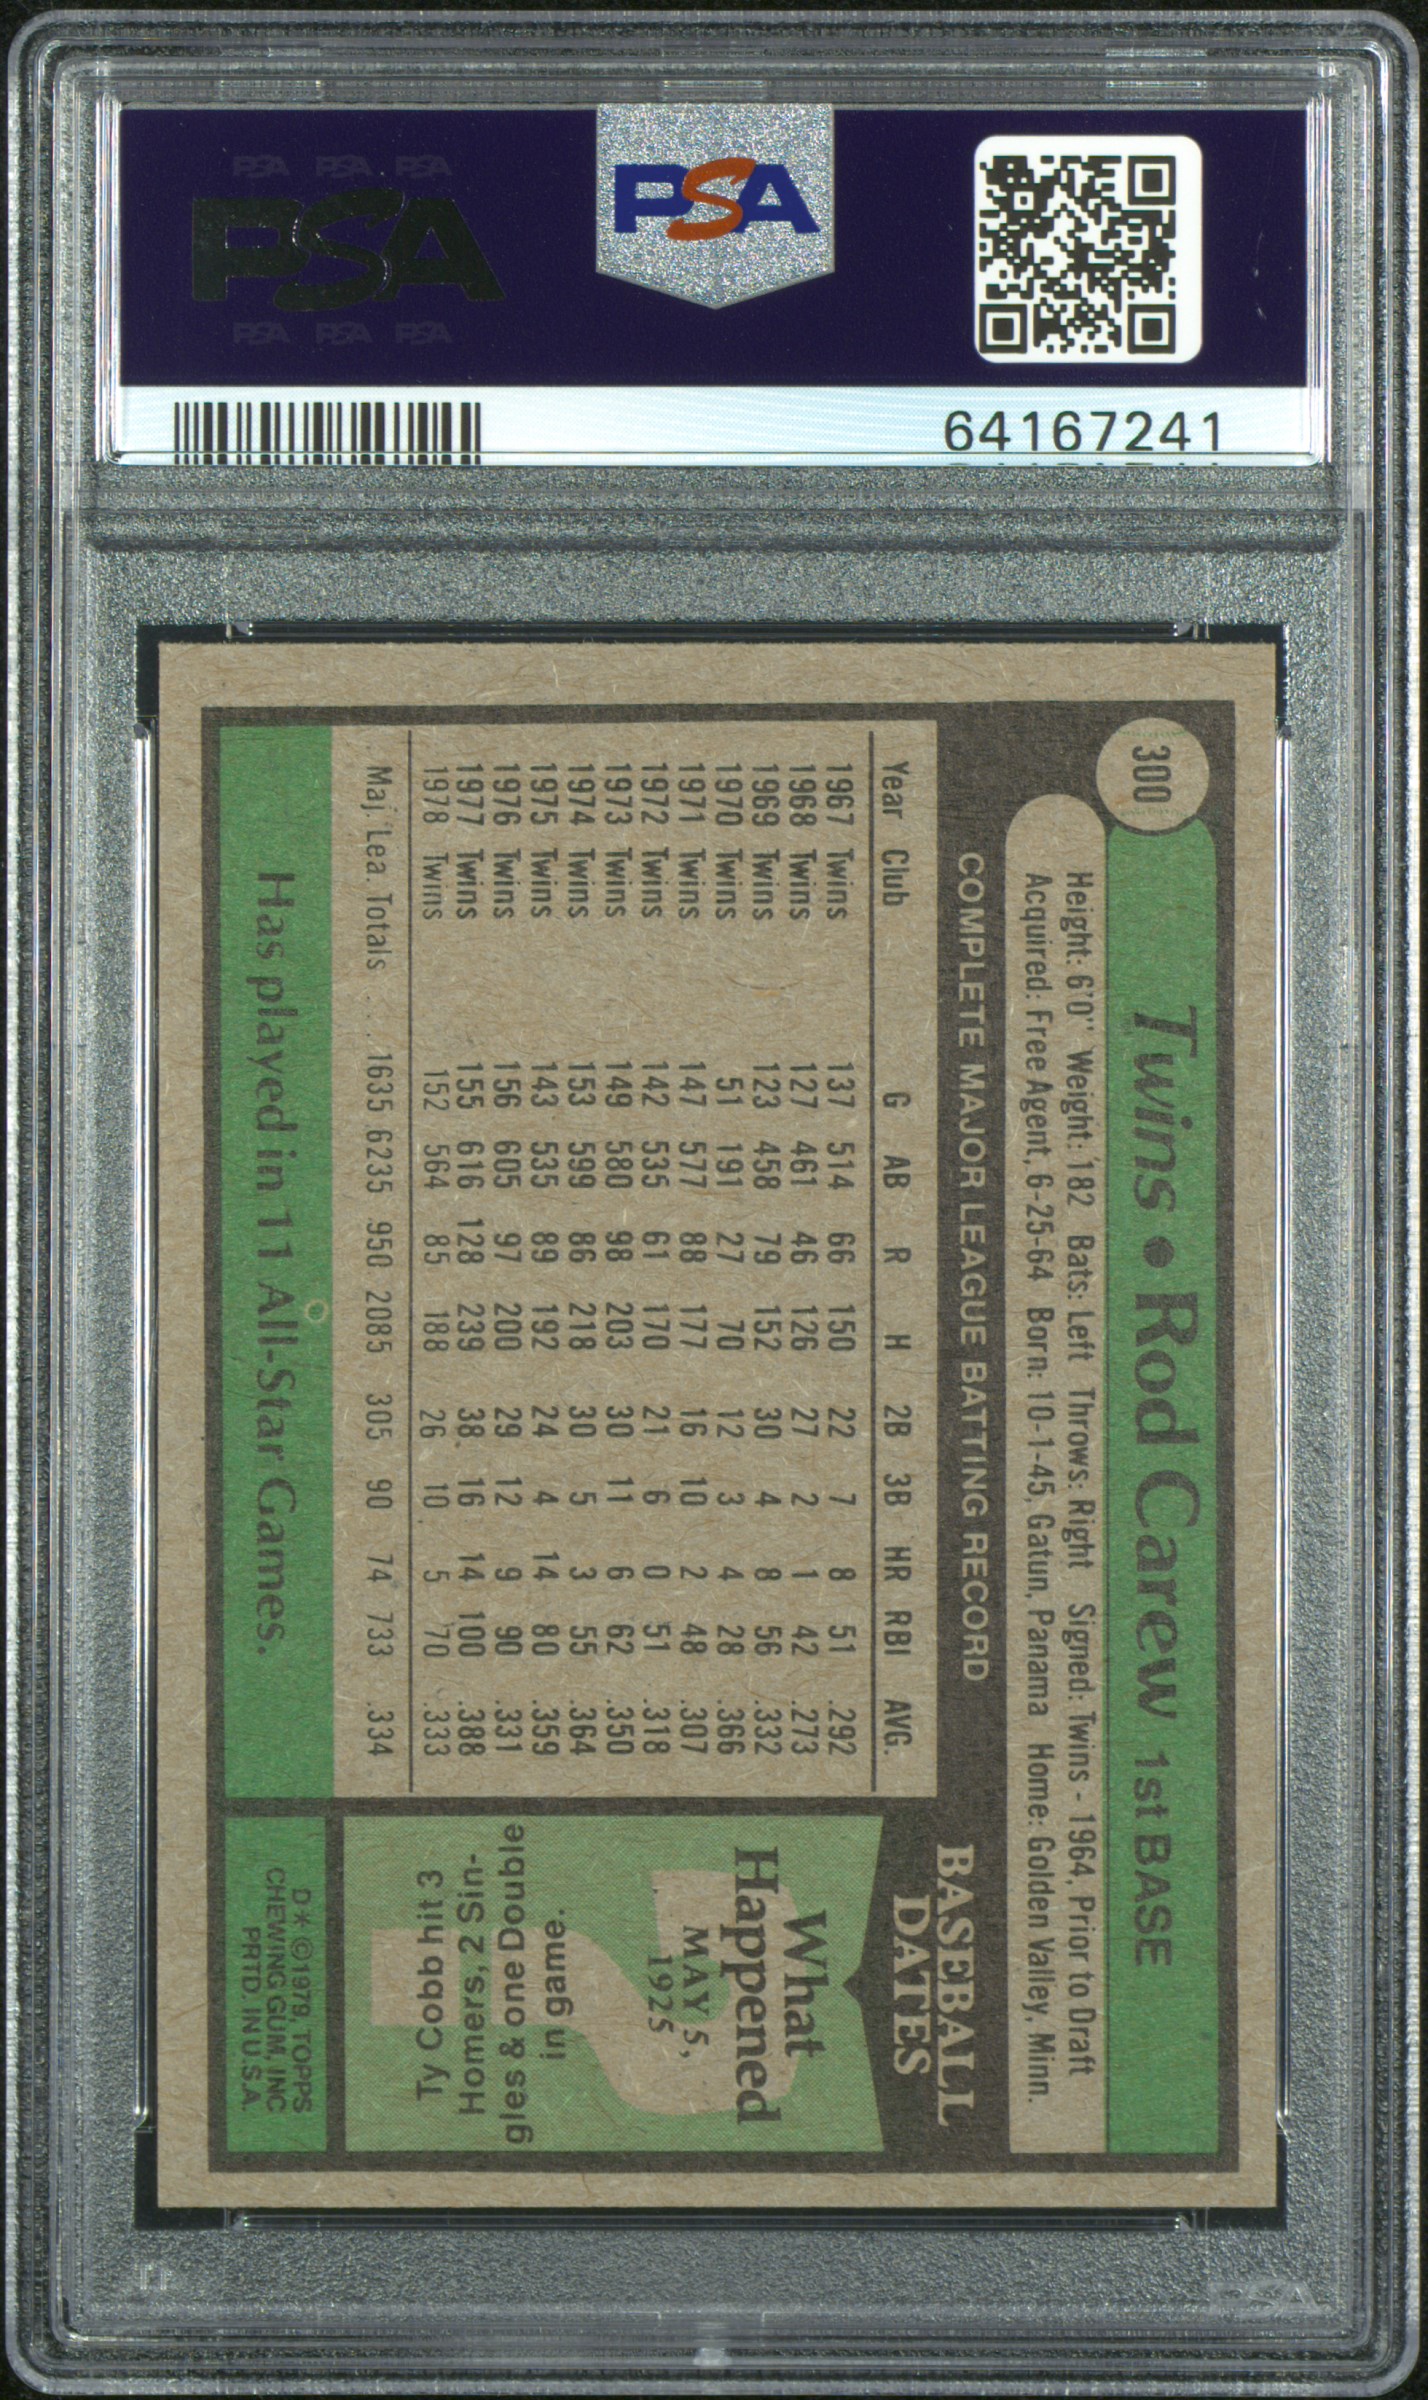 PSA PSA PSA
PSA
PSA PSA PSA
PSA
64167241
300
Twins • Rod Carew 1st BASE
Height: 6'0" Weight: 182 Bats: Left Throws: Right Signed: Twins - 1964, Prior to Draft
Acquired: Free Agent, 6-25-64 Born: 10-1-45, Gatun, Panama Home: Golden Valley, Minn.
COMPLETE MAJOR LEAGUE BATTING RECORD
Year Club G AB R H 2B 3B HR RBI AVG.
1967 Twins 137 514 66 150 22 7 8 51 .292
1968 Twins 127 461 46 126 27 2 1 42 .273
1969 Twins 123 458 79 152 30 4 8 56 .332
1970 Twins 51 191 27 70 12 3 4 28 .366
1971 Twins 147 577 88 177 16 10 2 48 .307
1972 Twins 142 535 61 170 21 6 0 51 .318
1973 Twins 149 580 98 203 30 11 6 62 .350
1974 Twins 153 599 86 218 30 5 3 55 .364
1975 Twins 143 535 89 192 24 4 14 80 .359
1976 Twins 156 605 97 200 29 12 9 90 .331
1977 Twins 155 616 128 239 38 16 14 100 .388
1978 Twins 152 564 85 188 26 10 5 70 .333
Maj. Lea. Totals . . 1635 6235 950 2085 305 90 74 733 .334
Has played in 11 All-Star Games.
BASEBALL
DATES
What
Happened
MAY 5,
1925
Ty Cobb hit 3
Homers, 2 Sin-
gles & one Double
in game.
D* ©1979, TOPPS
CHEWING GUM, INC
PRTD. IN U.S.A.
PSA